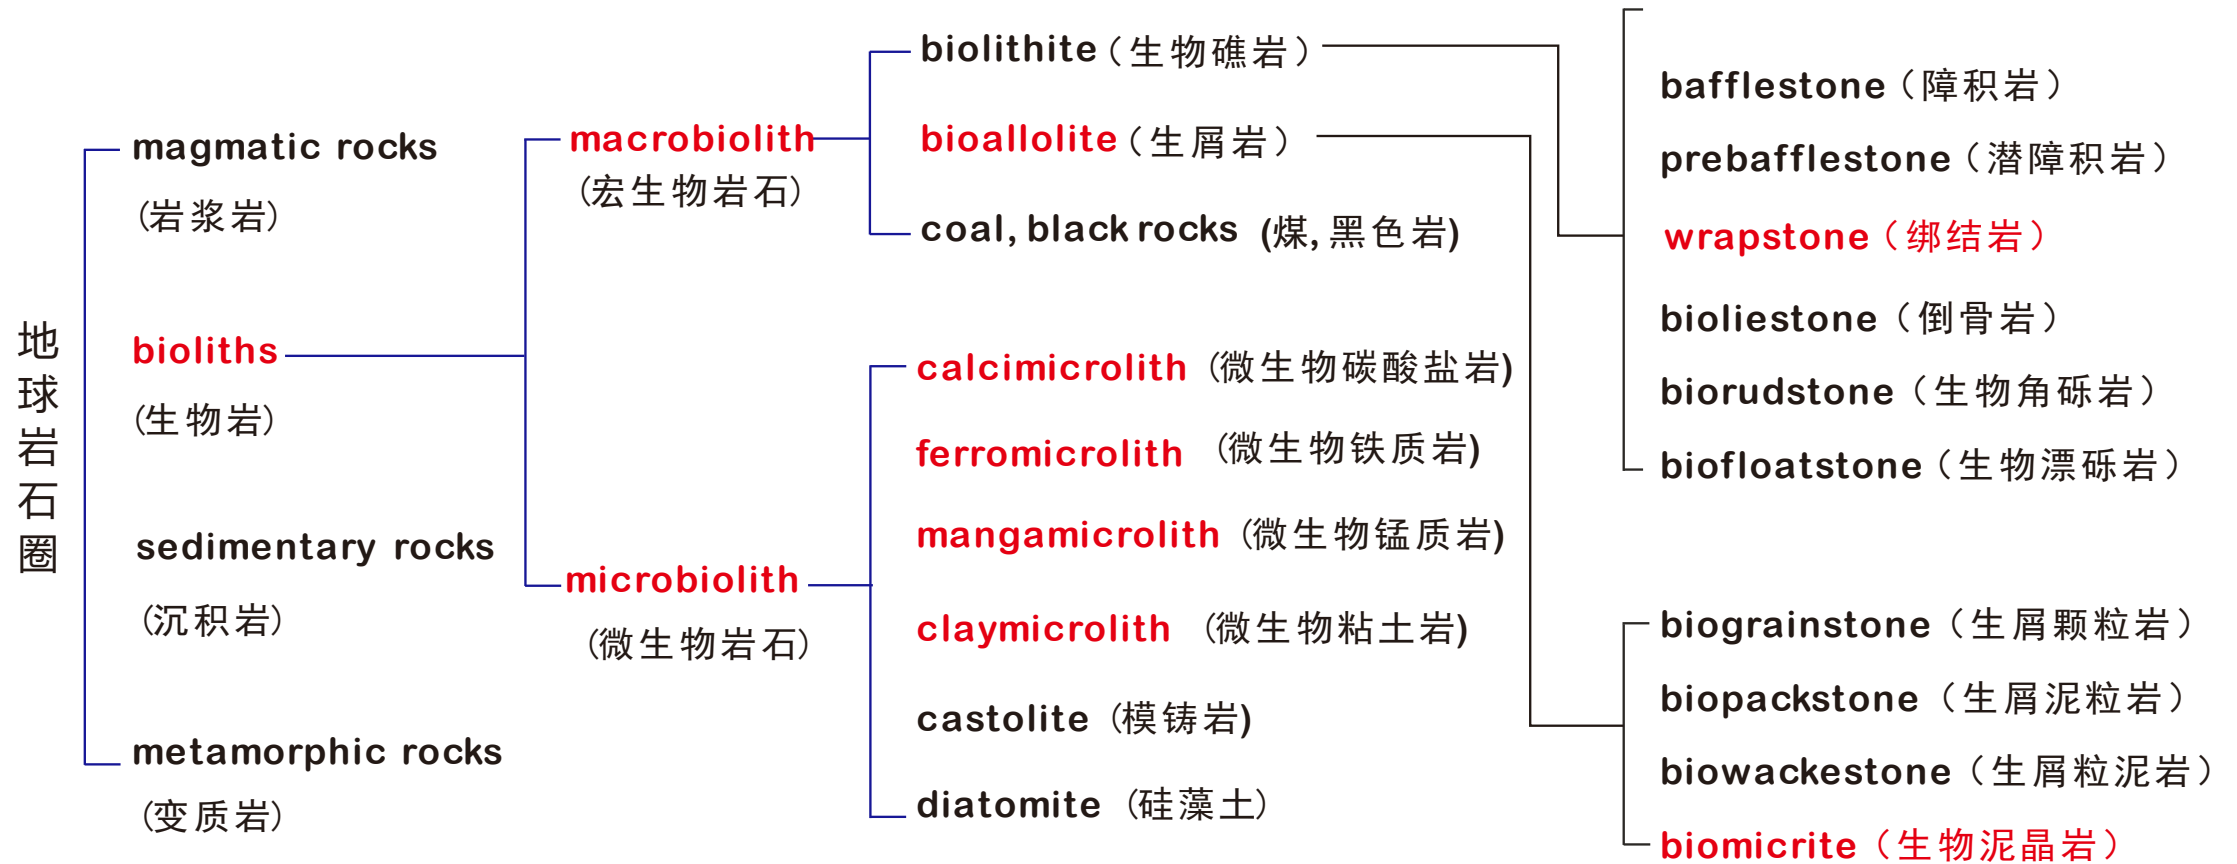 地球岩石圈
magmatic rocks
(岩浆岩)
bioliths
(生物岩)
sedimentary rocks
(沉积岩)
metamorphic rocks
(变质岩)
macrobiolith
(宏生物岩石)
microbiolith
(微生物岩石)
biolithite（生物礁岩）
bioallolite（生屑岩）
coal, black rocks (煤, 黑色岩)
calcimicrolith (微生物碳酸盐岩)
ferromicrolith (微生物铁质岩)
mangamicrolith (微生物锰质岩)
claymicrolith (微生物粘土岩)
castolite (模铸岩)
diatomite (硅藻土)
bafflestone（障积岩）
prebafflestone（潜障积岩）
wrapstone（绑结岩）
bioliestone（倒骨岩）
biorudstone（生物角砾岩）
biofloatstone（生物漂砾岩）
biograinstone（生屑颗粒岩）
biopackstone（生屑泥粒岩）
biowackestone（生屑粒泥岩）
biomicrite（生物泥晶岩）